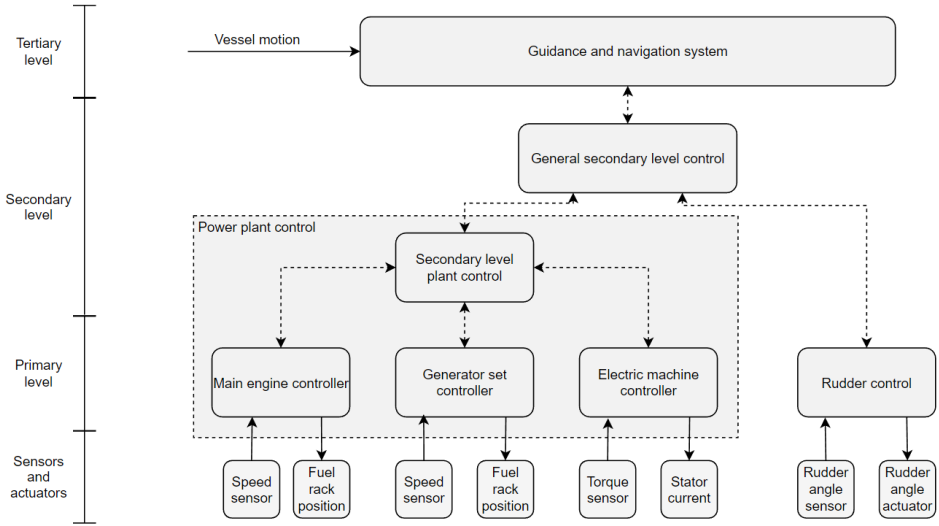 Tertiary
level
Vessel motion
Guidance and navigation system
General secondary level control
Secondary
level
Power plant control
Secondary level
plant control
Primary
level
Main engine controller
Generator set
controller
Electric machine
controller
Rudder control
Sensors
and
actuators
Speed
sensor
Fuel
rack
position
Speed
sensor
Fuel
rack
position
Torque
sensor
Stator
current
Rudder
angle
sensor
Rudder
angle
actuator